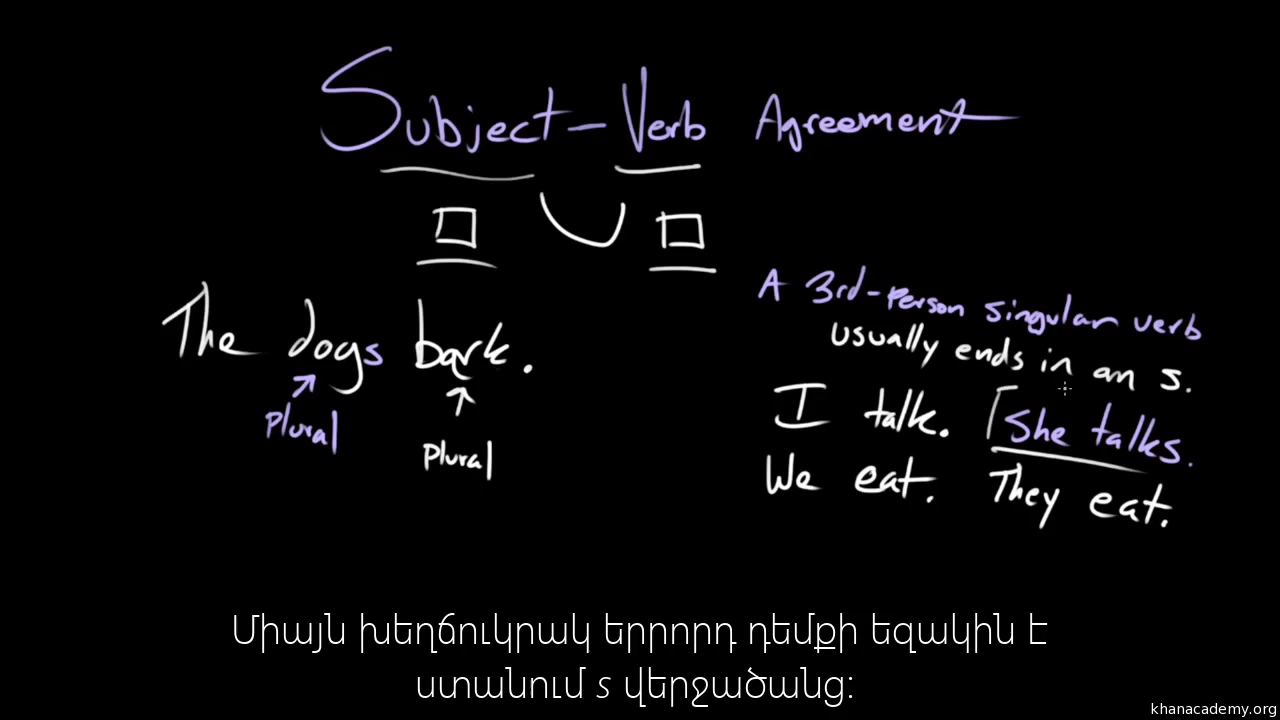 Subject-Verb Agreement
The dogs bark.
Plural
Plural
A 3rd-person singular verb
usually ends in an s.
I talk. She talks.
We eat. They eat.
Միայն խեղճուկրակ երրորդ դեմքի եզակին է
ստանում s վերջածանց:
khanacademy.org